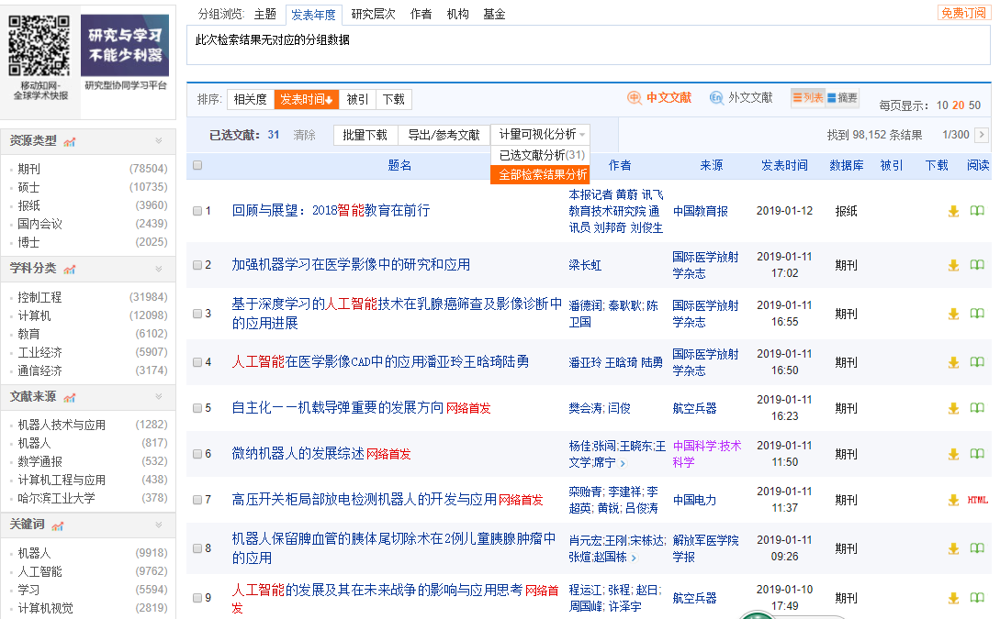 研究与学习
不能少利器
移动知网-
全球学术快报
研究型协同学习平台
分组浏览: 主题 发表年度 研究层次 作者 机构 基金 免费订阅
此次检索结果无对应的分组数据
排序: 相关度 发表时间 被引 下载 中文文献 外文文献 列表 摘要 每页显示: 10 20 50
已选文献: 31 清除 批量下载 导出/参考文献 计量可视化分析 找到 98,152 条结果 1/300
已选文献分析(31)
全部检索结果分析
题名 作者 来源 发表时间 数据库 被引 下载 阅读
资源类型
期刊 (78504)
硕士 (10735)
报纸 (3960)
国内会议 (2439)
博士 (2025)
学科分类
控制工程 (31984)
计算机 (12098)
教育 (6102)
工业经济 (5907)
通信经济 (3174)
文献来源
机器人技术与应用 (1282)
机器人 (817)
数学通报 (532)
计算机工程与应用 (438)
哈尔滨工业大学 (378)
关键词
机器人 (9918)
人工智能 (9762)
学习 (5594)
计算机视觉 (2819)
1 回顾与展望：2018智能教育在前行
本报记者 黄蔚 讯飞
教育技术研究院 通
讯员 刘邦奇 刘俊生
中国教育报 2019-01-12 报纸
2 加强机器学习在医学影像中的研究和应用
梁长虹
国际医学放射
学杂志
2019-01-11
17:02
期刊
3 基于深度学习的人工智能技术在乳腺癌筛查及影像诊断中
的应用进展
潘德润; 秦耿耿; 陈
卫国
国际医学放射
学杂志
2019-01-11
16:55
期刊
4 人工智能在医学影像CAD中的应用潘亚玲王晗琦陆勇
潘亚玲 王晗琦 陆勇
国际医学放射
学杂志
2019-01-11
16:50
期刊
5 自主化——机载导弹重要的发展方向 网络首发
樊会涛; 闫俊
航空兵器
2019-01-11
16:23
期刊
6 微纳机器人的发展综述 网络首发
杨佳;张闯;王晓东;王
文学;席宁
中国科学:技术
科学
2019-01-11
11:50
期刊
7 高压开关柜局部放电检测机器人的开发与应用 网络首发
栾贻青; 李建祥; 李
超英; 黄锐; 吕俊涛
中国电力
2019-01-11
11:37
期刊 HTML
8 机器人保留脾血管的胰体尾切除术在2例儿童胰腺肿瘤中
的应用
肖元宏;王刚;宋栋达;
张煊;赵国栋
解放军医学院
学报
2019-01-11
09:26
期刊
9 人工智能的发展及其在未来战争的影响与应用思考 网络首
发
程运江; 张程; 赵日;
周国峰; 许泽宇
航空兵器
2019-01-10
17:49
期刊